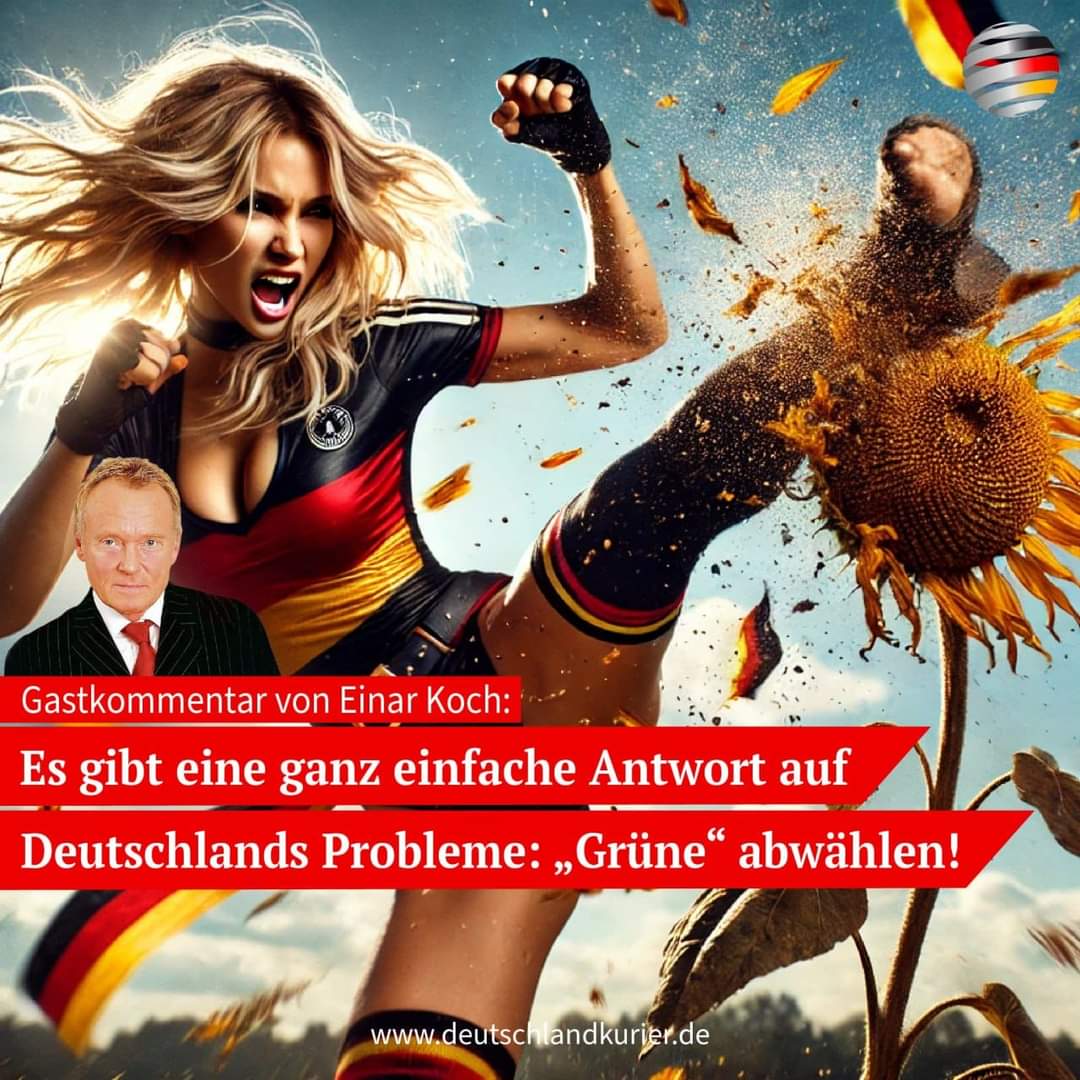 Gastkommentar von Einar Koch:
Es gibt eine ganz einfache Antwort auf
Deutschlands Probleme: „Grüne“ abwählen!
www.deutschlandkurier.de